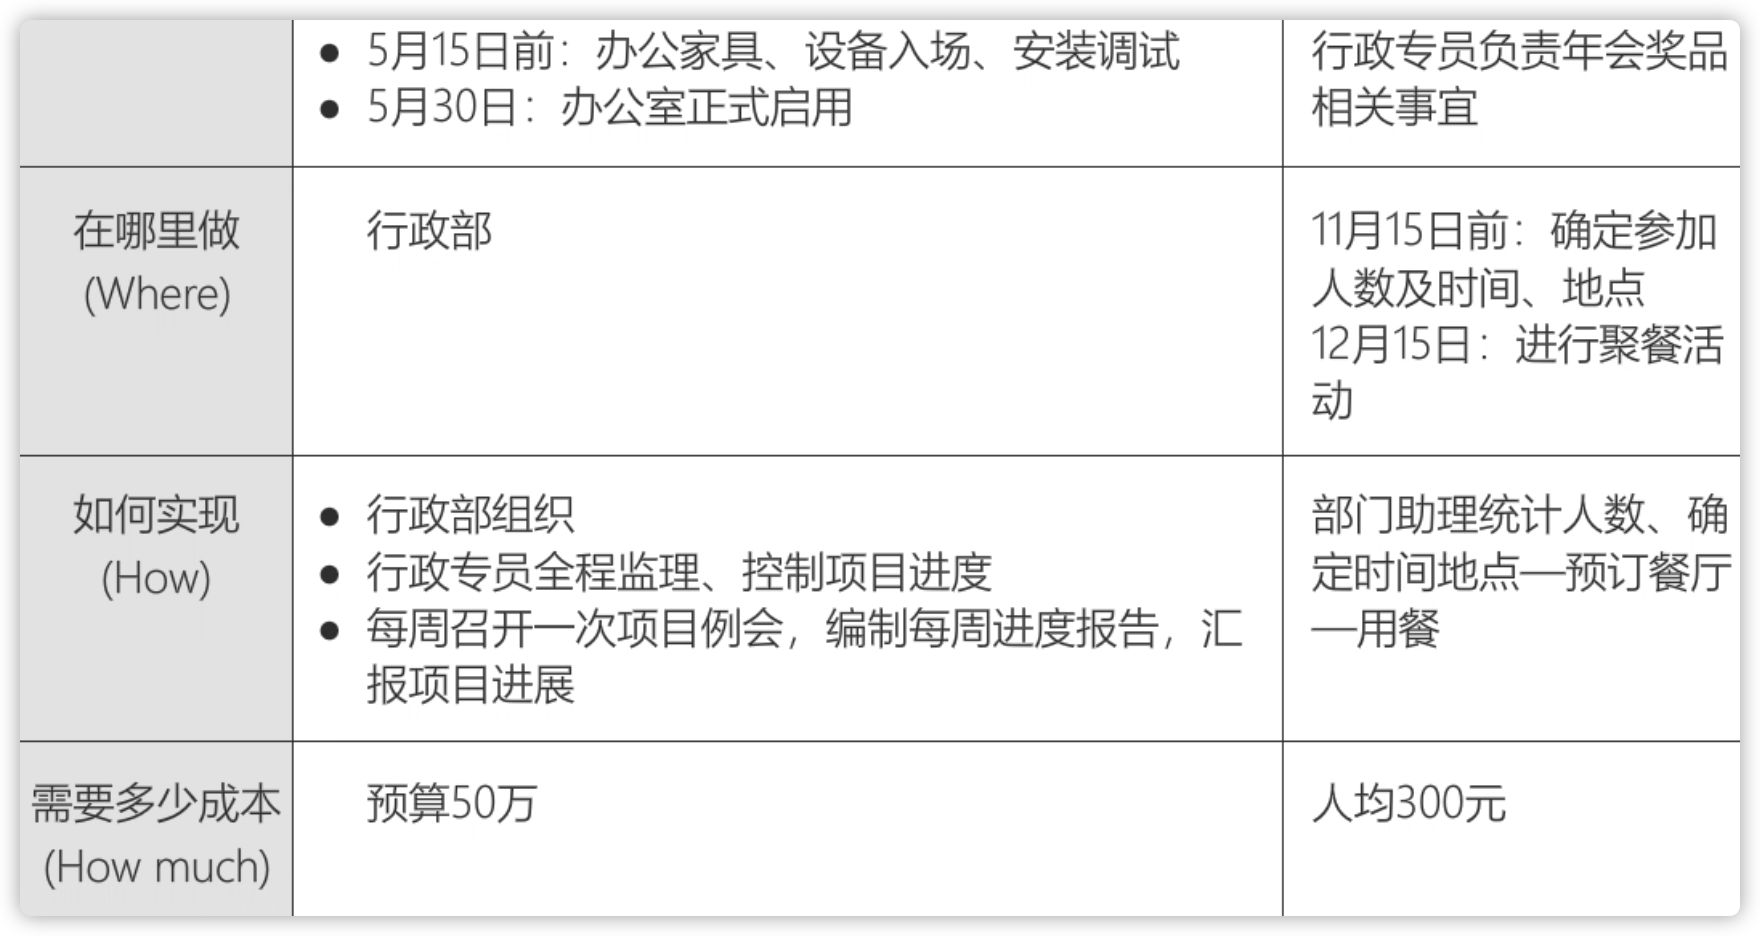 ● 5月15日前：办公家具、设备入场、安装调试
● 5月30日：办公室正式启用
行政专员负责年会奖品
相关事宜
在哪里做
(Where)
行政部
11月15日前：确定参加
人数及时间、地点
12月15日：进行聚餐活
动
如何实现
(How)
● 行政部组织
● 行政专员全程监理、控制项目进度
● 每周召开一次项目例会，编制每周进度报告，汇
报项目进展
部门助理统计人数、确
定时间地点—预订餐厅
—用餐
需要多少成本
(How much)
预算50万
人均300元